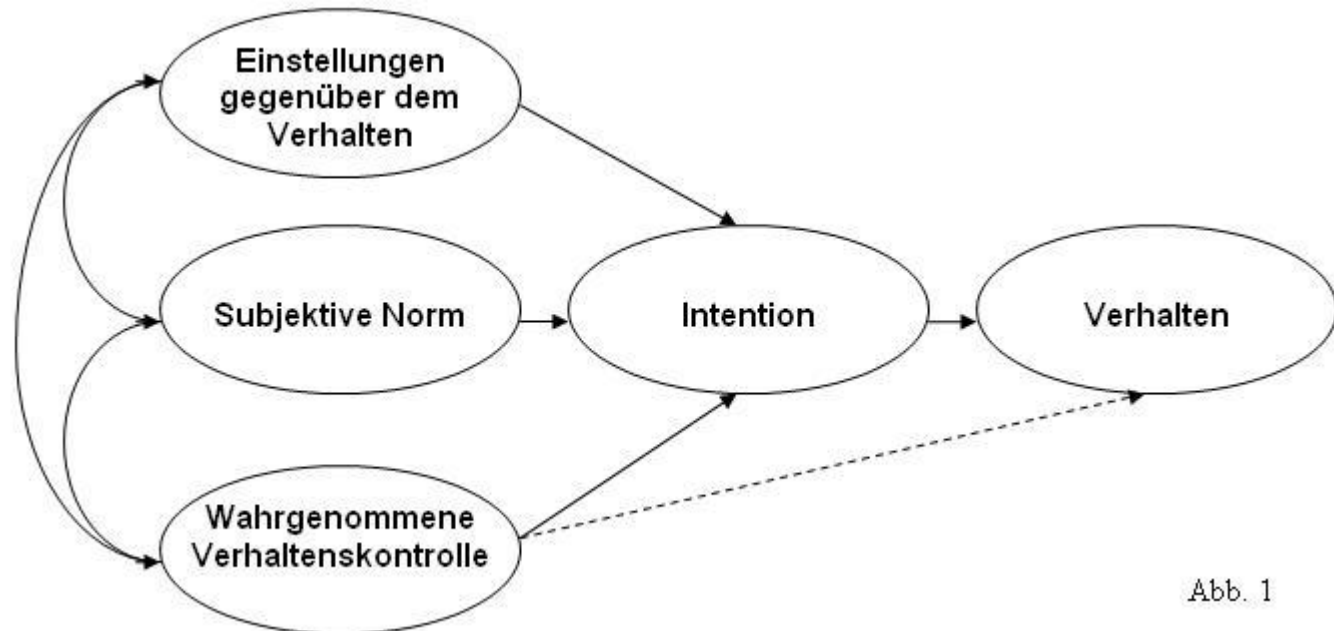 Einstellungen
gegenüber dem
Verhalten
Subjektive Norm
Intention
Verhalten
Wahrgenommene
Verhaltenskontrolle
Abb. 1